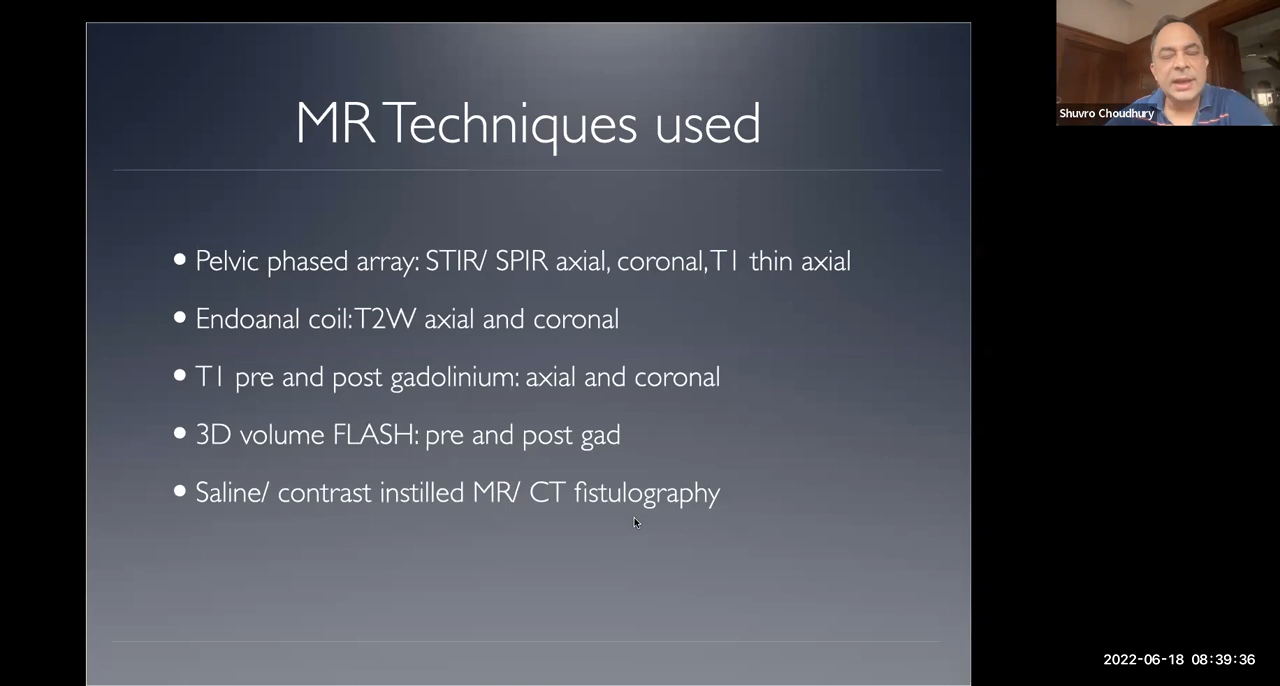 MR Techniques used
Pelvic phased array: STIR/ SPIR axial, coronal, T1 thin axial
Endoanal coil: T2W axial and coronal
T1 pre and post gadolinium: axial and coronal
3D volume FLASH: pre and post gad
Saline/ contrast instilled MR/ CT fistulography
Shuvro Choudhury
2022-06-18 08:39:36